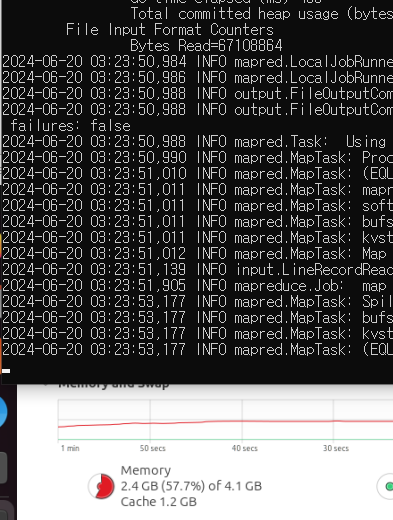 Total committed heap usage (bytes
File Input Format Counters
Bytes Read=67108864
2024-06-20 03:23:50,984 INFO mapred.LocalJobRunne
2024-06-20 03:23:50,986 INFO mapred.LocalJobRunne
2024-06-20 03:23:50,988 INFO output.FileOutputCom
2024-06-20 03:23:50,988 INFO output.FileOutputCom
failures: false
2024-06-20 03:23:50,988 INFO mapred.Task: Using
2024-06-20 03:23:50,990 INFO mapred.MapTask: Proc
2024-06-20 03:23:51,010 INFO mapred.MapTask: (EQL
2024-06-20 03:23:51,011 INFO mapred.MapTask: mapr
2024-06-20 03:23:51,011 INFO mapred.MapTask: soft
2024-06-20 03:23:51,011 INFO mapred.MapTask: bufs
2024-06-20 03:23:51,011 INFO mapred.MapTask: kvst
2024-06-20 03:23:51,012 INFO mapred.MapTask: Map
2024-06-20 03:23:51,139 INFO input.LineRecordReac
2024-06-20 03:23:51,905 INFO mapreduce.Job: map
2024-06-20 03:23:53,177 INFO mapred.MapTask: Spil
2024-06-20 03:23:53,177 INFO mapred.MapTask: bufs
2024-06-20 03:23:53,177 INFO mapred.MapTask: kvst
2024-06-20 03:23:53,177 INFO mapred.MapTask: (EQL
Memory and Swap
1 min 50 secs 40 secs 30 secs
Memory
2.4 GB (57.7%) of 4.1 GB
Cache 1.2 GB